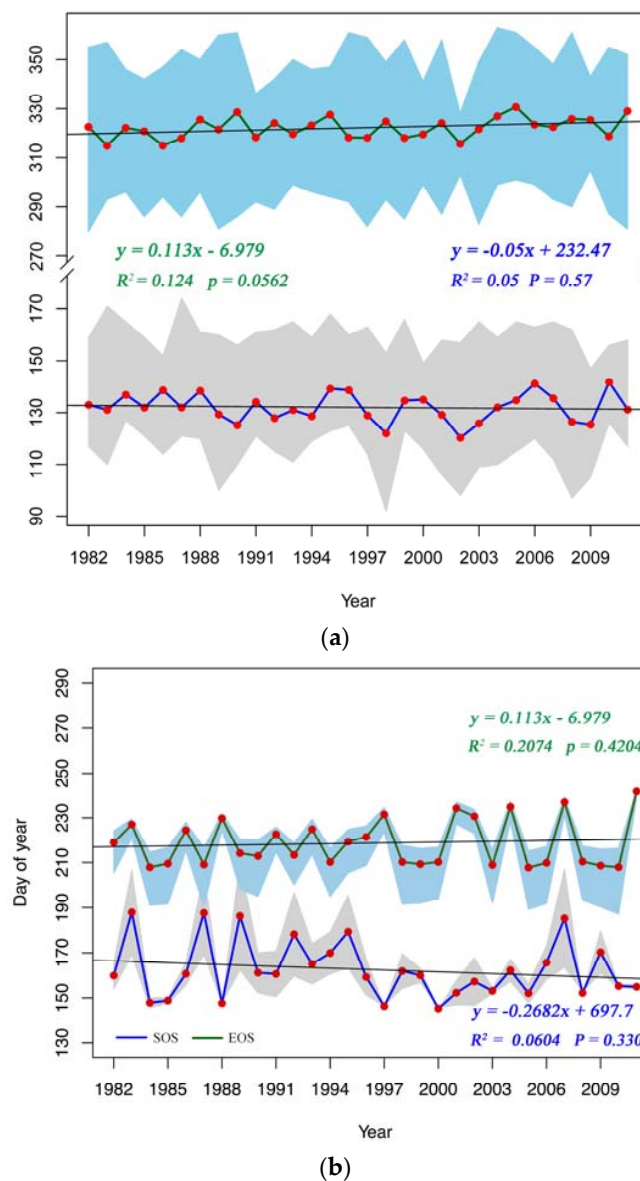 350
330
310
290
270
y = 0.113x - 6.979
R² = 0.124 p = 0.0562
y = -0.05x + 232.47
R² = 0.05 P = 0.57
170
150
130
110
90
1982 1985 1988 1991 1994 1997 2000 2003 2006 2009
Year
(a)
290
270
250
230
210
190
170
150
130
Day of year
y = 0.113x - 6.979
R² = 0.2074 p = 0.4204
y = -0.2682x + 697.7
R² = 0.0604 P = 0.330
SOS EOS
1982 1985 1988 1991 1994 1997 2000 2003 2006 2009
Year
(b)